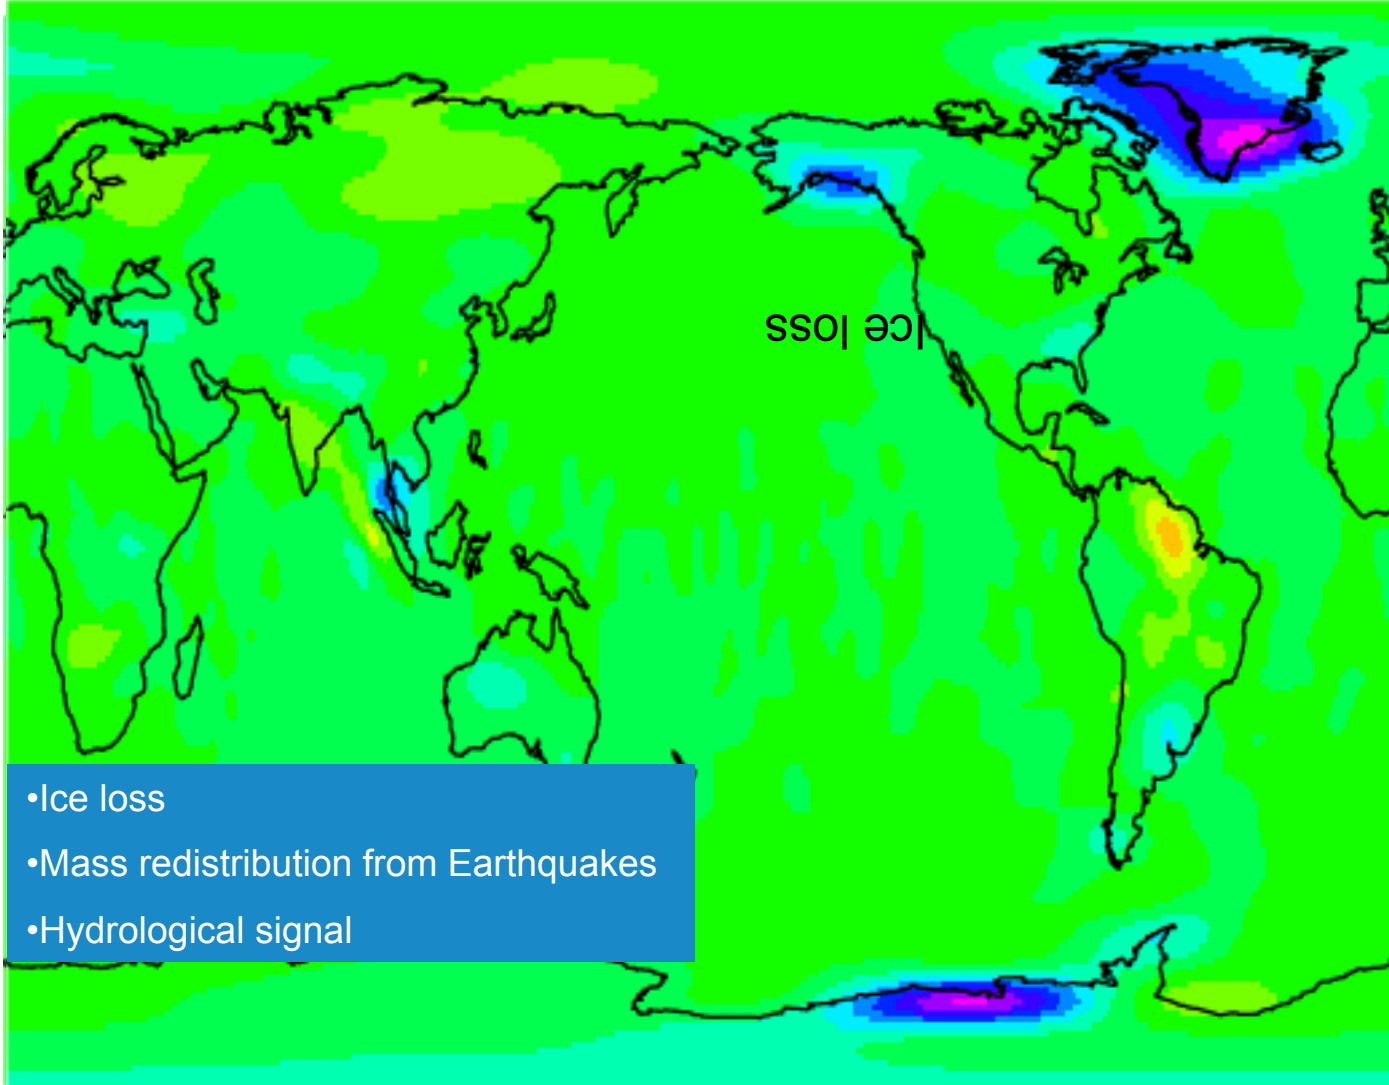 Ice loss
•Ice loss
•Mass redistribution from Earthquakes
•Hydrological signal